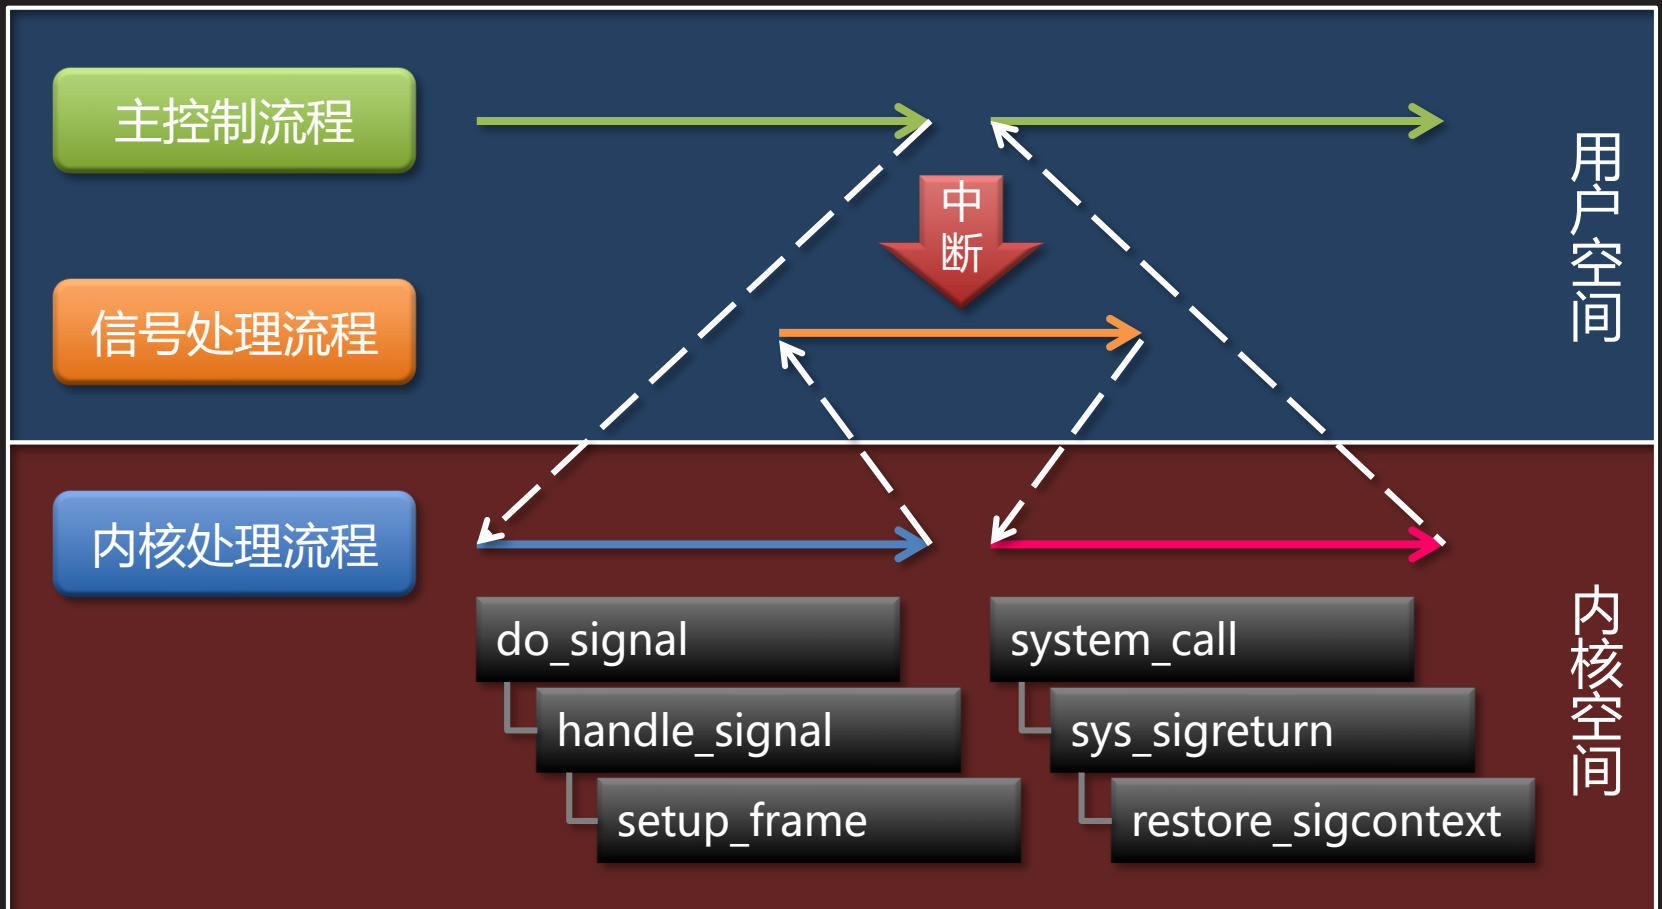 主控制流程
中断
用户空间
信号处理流程
内核处理流程
do_signal
handle_signal
setup_frame
system_call
sys_sigreturn
restore_sigcontext
内核空间